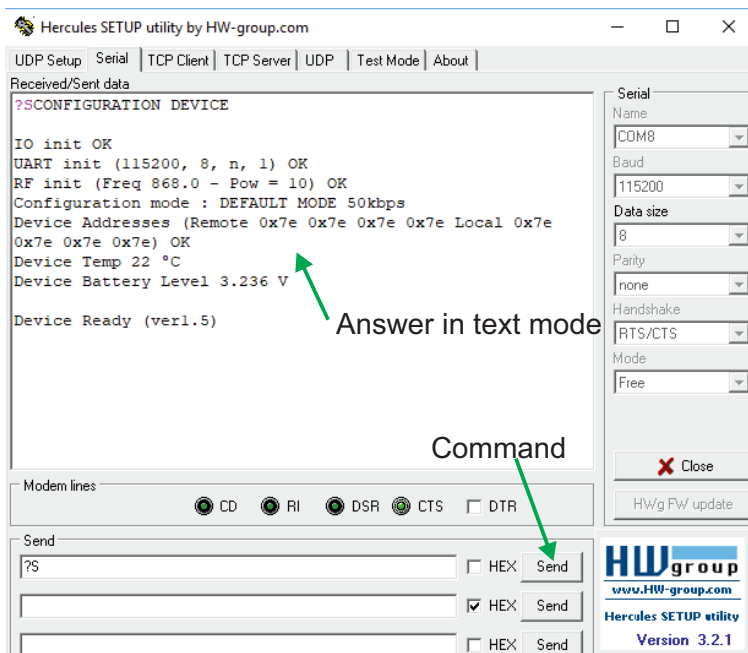 Hercules SETUP utility by HW-group.com
UDP Setup Serial TCP Client TCP Server UDP Test Mode About
Received/Sent data
?SCONFIGURATION DEVICE
IO init OK
UART init (115200, 8, n, 1) OK
RF init (Freq 868.0 - Pow = 10) OK
Configuration mode : DEFAULT MODE 50kbps
Device Addresses (Remote 0x7e 0x7e 0x7e 0x7e Local 0x7e
0x7e 0x7e 0x7e) OK
Device Temp 22 °C
Device Battery Level 3.236 V
Device Ready (ver1.5)
Answer in text mode
Command
Serial
Name
COM8
Baud
115200
Data size
8
Parity
none
Handshake
RTS/CTS
Mode
Free
Close
HWg FW update
Modem lines
CD RI DSR CTS DTR
Send
?S HEX Send
HEX Send
HEX Send
HW group
www.HW-group.com
Hercules SETUP utility
Version 3.2.1